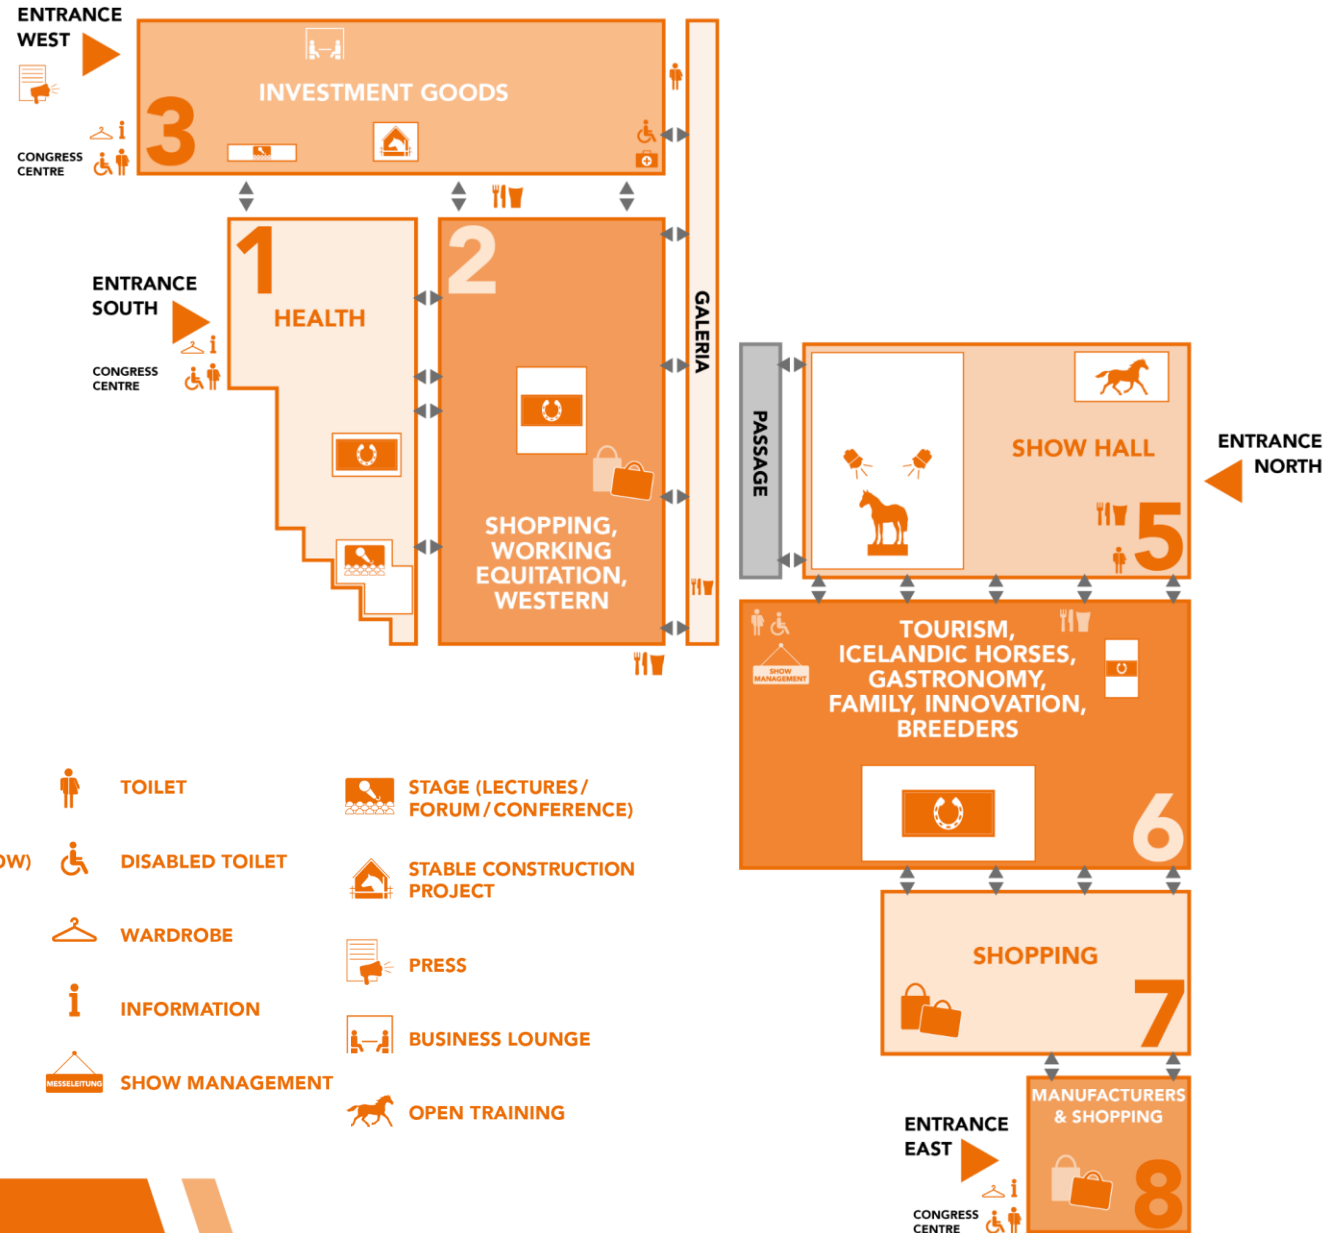 ENTRANCE
WEST
3
INVESTMENT GOODS
i
CONGRESS
CENTRE
1
HEALTH
2
SHOPPING,
WORKING
EQUITATION,
WESTERN
ENTRANCE
SOUTH
i
CONGRESS
CENTRE
GALERIA
PASSAGE
SHOW HALL
5
ENTRANCE
NORTH
SHOW
MANAGEMENT
TOURISM,
ICELANDIC HORSES,
GASTRONOMY,
FAMILY, INNOVATION,
BREEDERS
6
SHOPPING
7
MANUFACTURERS
& SHOPPING
8
ENTRANCE
EAST
i
CONGRESS
CENTRE
OW)
TOILET
DISABLED TOILET
WARDROBE
i
INFORMATION
MESSELEITUNG
SHOW MANAGEMENT
STAGE (LECTURES/
FORUM/CONFERENCE)
STABLE CONSTRUCTION
PROJECT
PRESS
BUSINESS LOUNGE
OPEN TRAINING